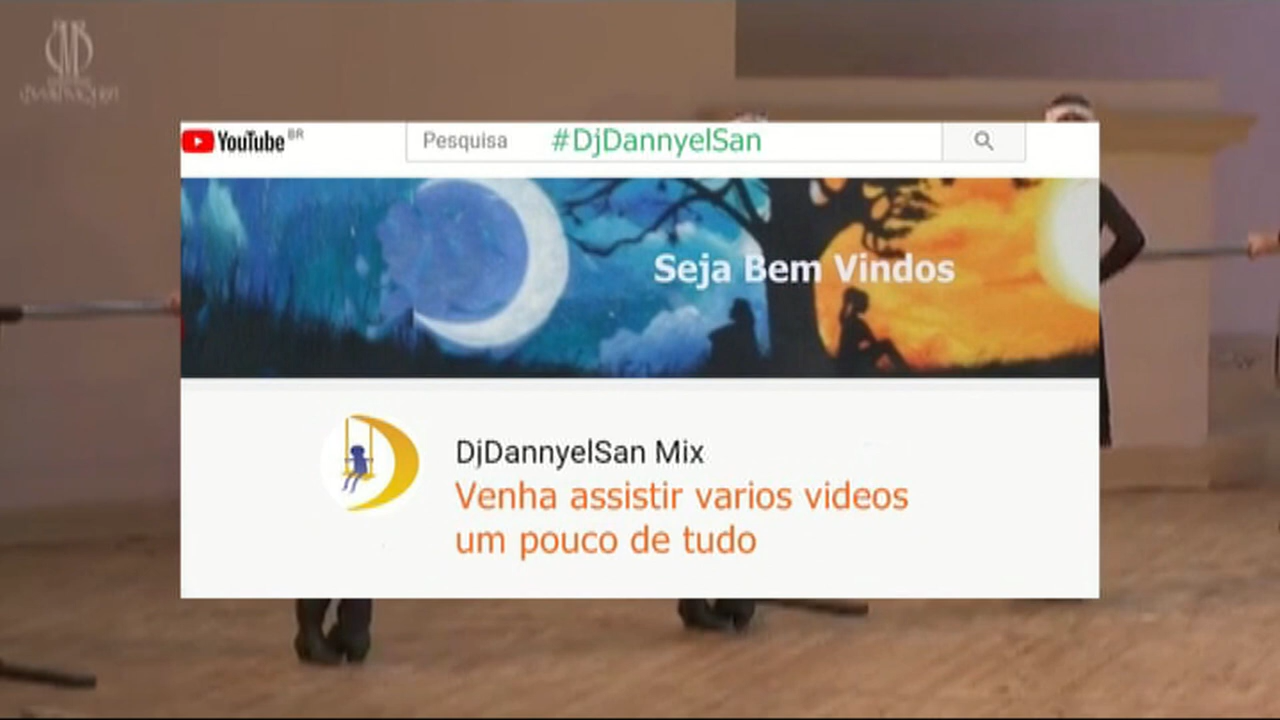 YouTube BR
Pesquisa #DjDannyelSan
Seja Bem Vindos
DjDannyelSan Mix
Venha assistir varios videos
um pouco de tudo